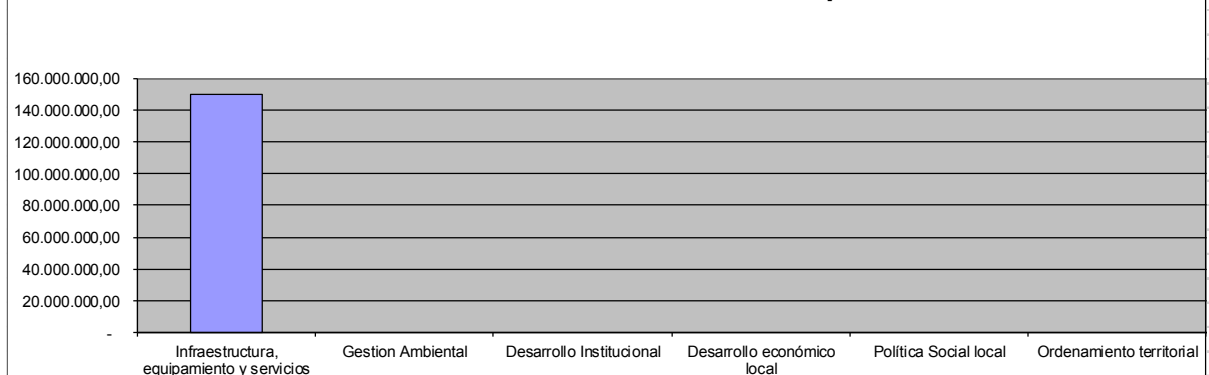 160.000.000,00
140.000.000,00
120.000.000,00
100.000.000,00
80.000.000,00
60.000.000,00
40.000.000,00
20.000.000,00
-
Infraestructura,
equipamiento y servicios
Gestion Ambiental
Desarrollo Institucional
Desarrollo económico
local
Política Social local
Ordenamiento territorial